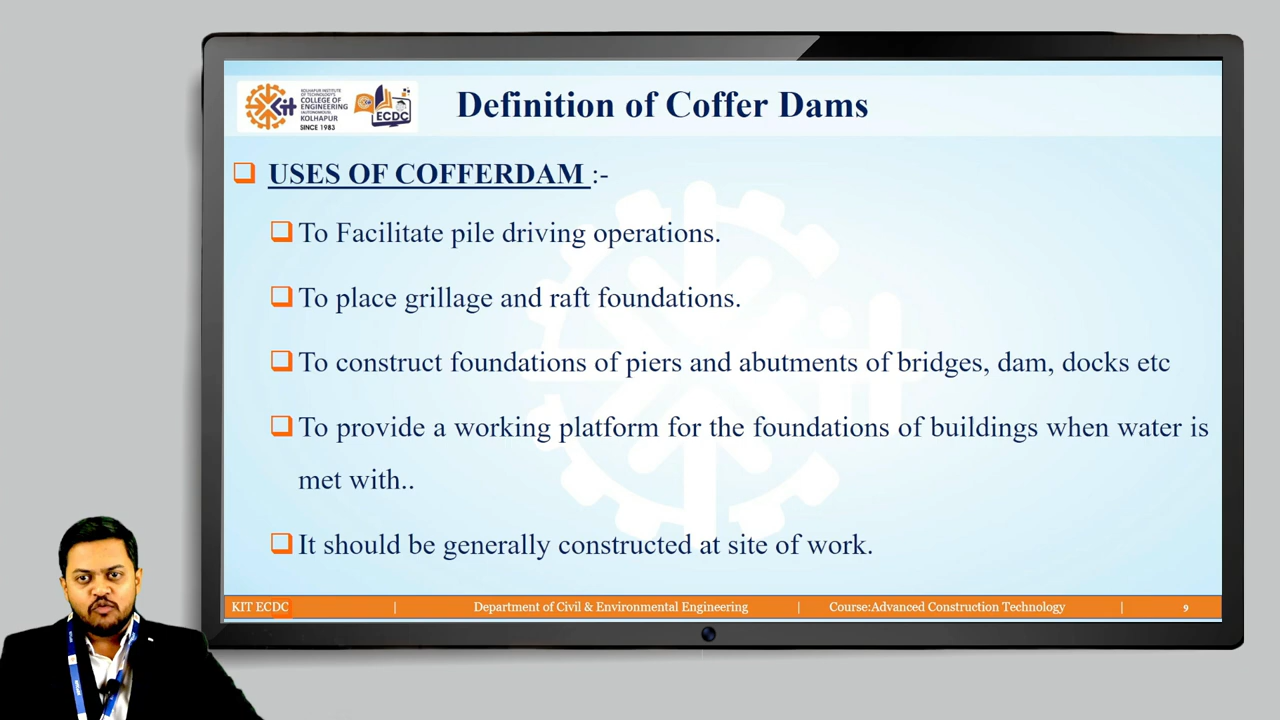 KOLHAPUR INSTITUTE
OF TECHNOLOGY'S
COLLEGE OF
ENGINEERING
(AUTONOMOUS),
KOLHAPUR
SINCE 1983
Kit
ECDC
Definition of Coffer Dams
USES OF COFFERDAM :-
To Facilitate pile driving operations.
To place grillage and raft foundations.
To construct foundations of piers and abutments of bridges, dam, docks etc
To provide a working platform for the foundations of buildings when water is
met with..
It should be generally constructed at site of work.
KIT ECDC | Department of Civil & Environmental Engineering | Course:Advanced Construction Technology | 9